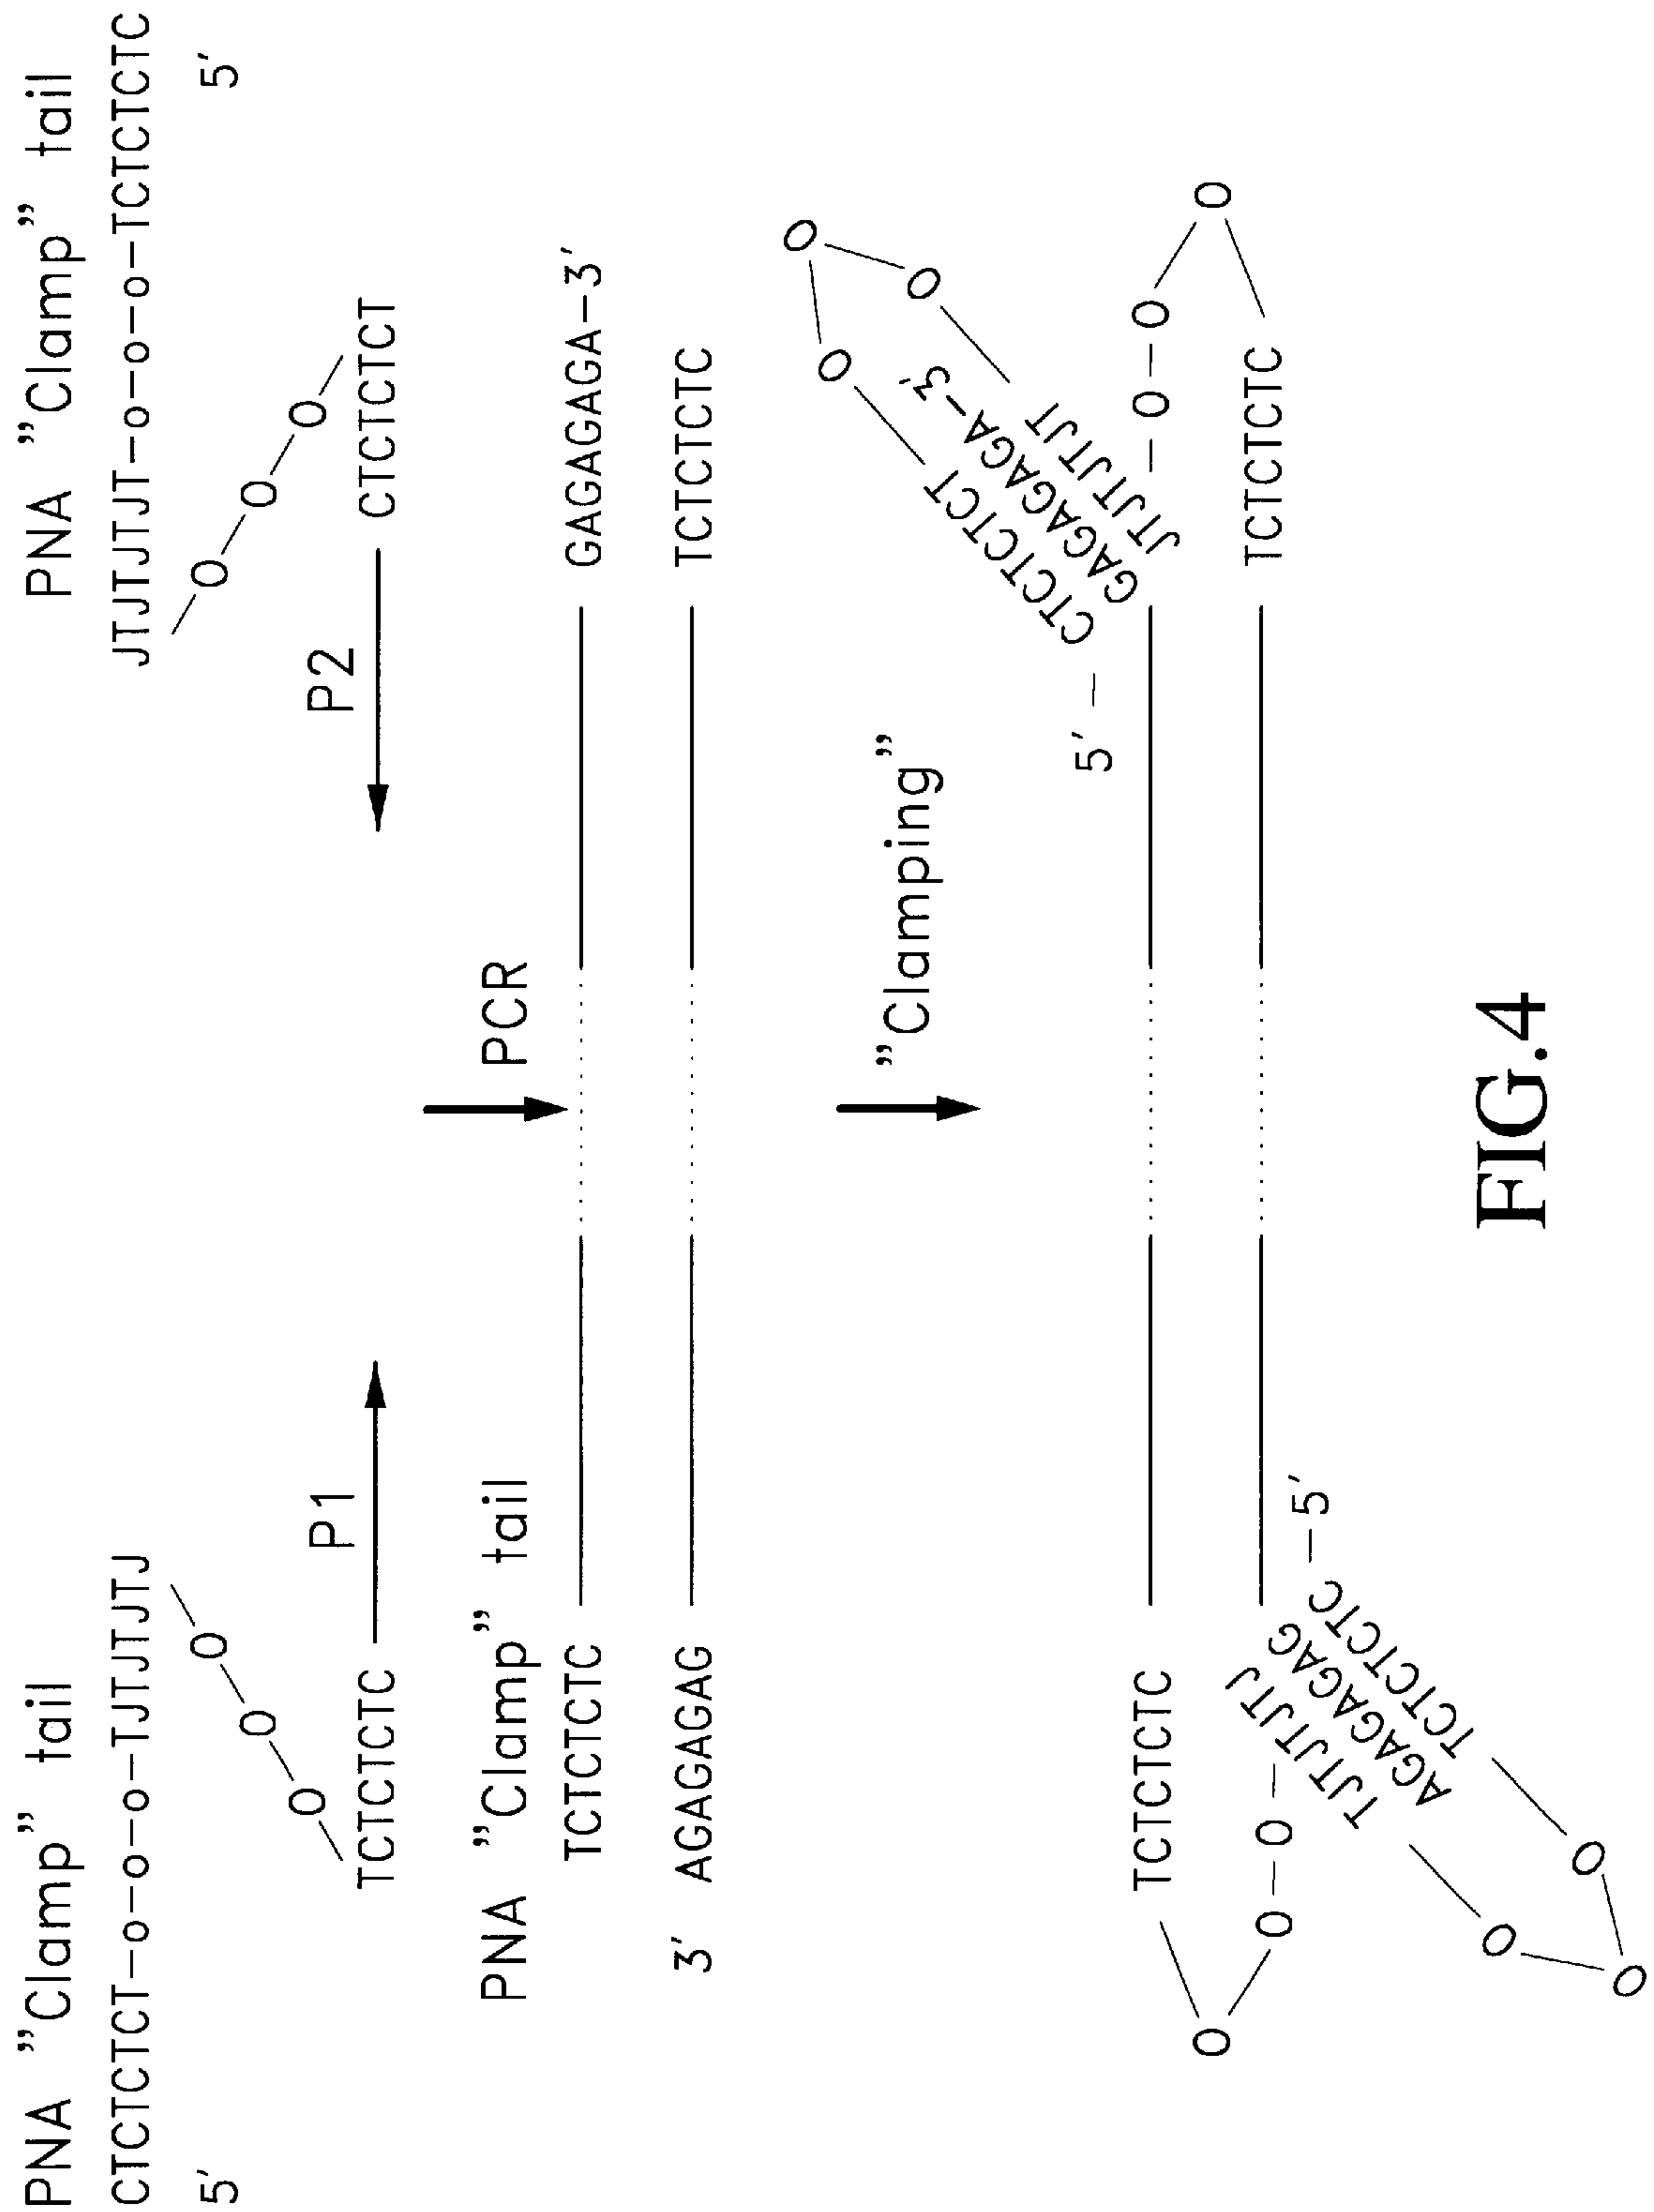 PNA "Clamp" tail
CTCTCTCT-o-o-o-o-TJTJTJTJ
5'
O O O
TCTCTCTC
P1
PNA "Clamp" tail
JTJTJTJT-o-o-o-o-TCTCTCTC
5'
O O O
CTCTCTCT
P2
PCR
PNA "Clamp" tail
TCTCTCTC
GAGAGAGA-3'
3' AGAGAGAG
TCTCTCTC
"Clamping"
O
O
O
5' - CTCTCTCT
GAGAGAGA-3'
JTJTJTJT
TCTCTCTC
O
O - O -
TJTJTJTJ
AGAGAGAG
TCTCTCTC -5'
O
O
O
- O - O
O
TCTCTCTC
FIG.4